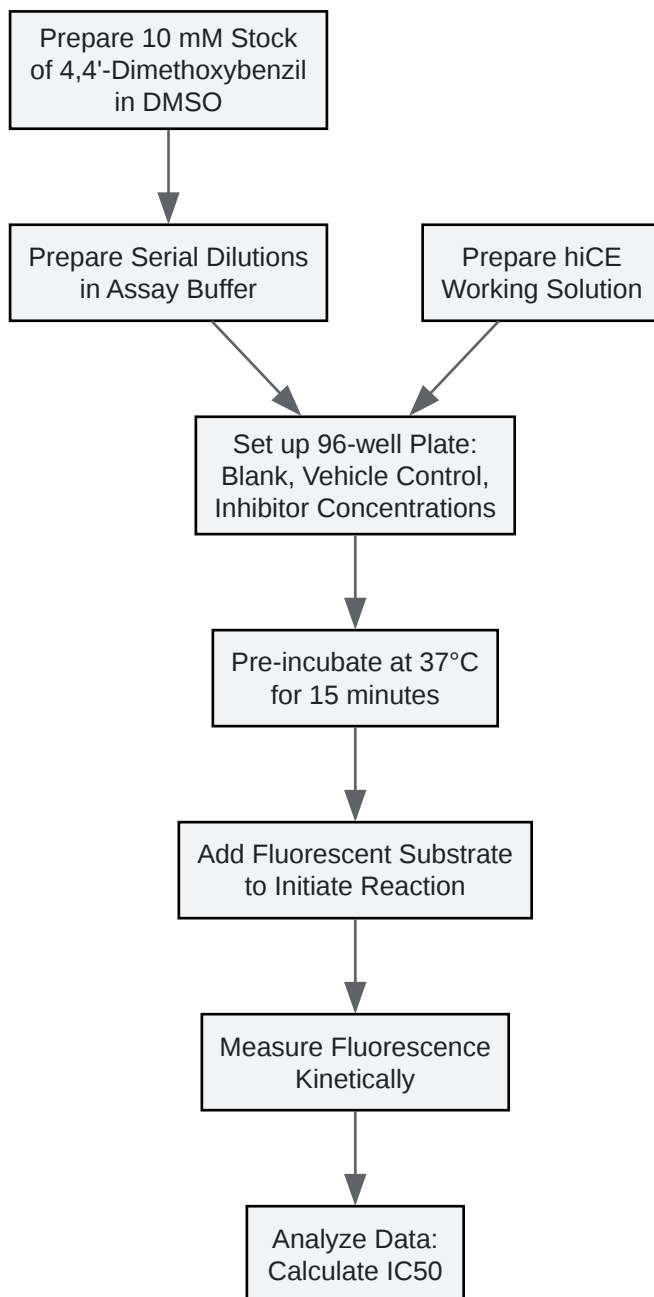 Prepare 10 mM Stock
of 4,4'-Dimethoxybenzil
in DMSO
Prepare Serial Dilutions
in Assay Buffer
Prepare hiCE
Working Solution
Set up 96-well Plate:
Blank, Vehicle Control,
Inhibitor Concentrations
Pre-incubate at 37°C
for 15 minutes
Add Fluorescent Substrate
to Initiate Reaction
Measure Fluorescence
Kinetically
Analyze Data:
Calculate IC50